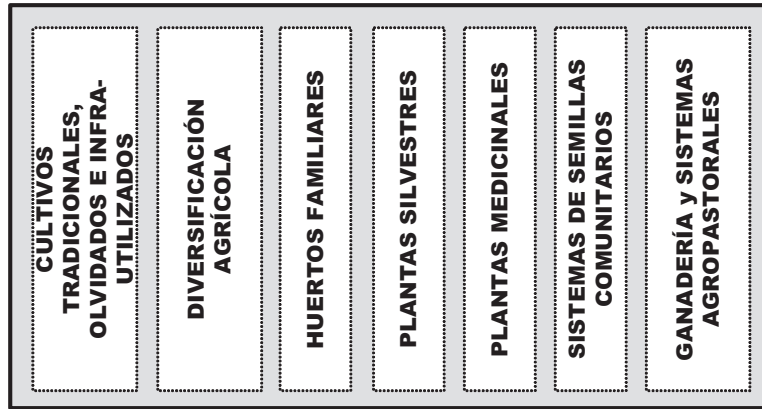 CULTIVOS
TRADICIONALES,
OLVIDADOS E INFRA-
UTILIZADOS
DIVERSIFICACIÓN
AGRÍCOLA
HUERTOS FAMILIARES
PLANTAS SILVESTRES
PLANTAS MEDICINALES
SISTEMAS DE SEMILLAS
COMUNITARIOS
GANADERÍA y SISTEMAS
AGROPASTORALES